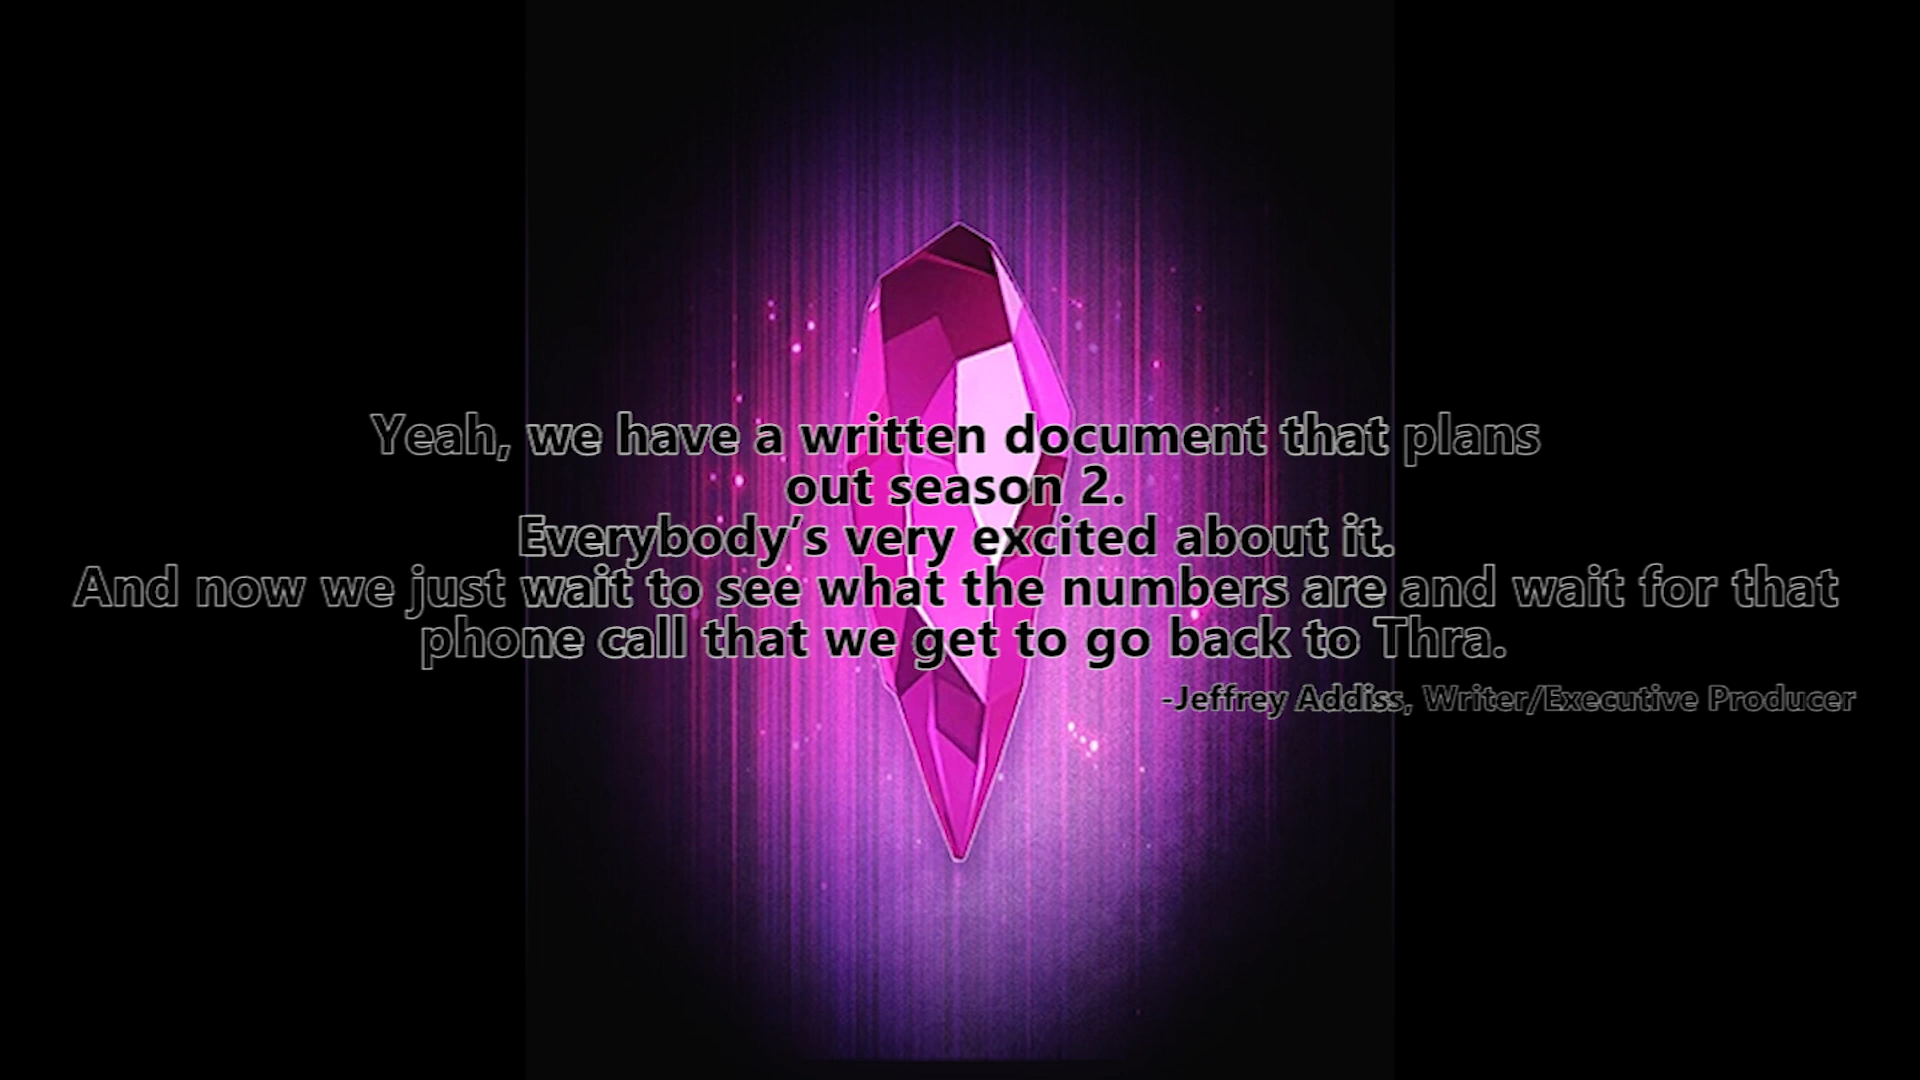 Yeah, we have a written document that plans
out season 2.
Everybody’s very excited about it.
And now we just wait to see what the numbers are and wait for that
phone call that we get to go back to Thra.
-Jeffrey Addiss, Writer/Executive Producer